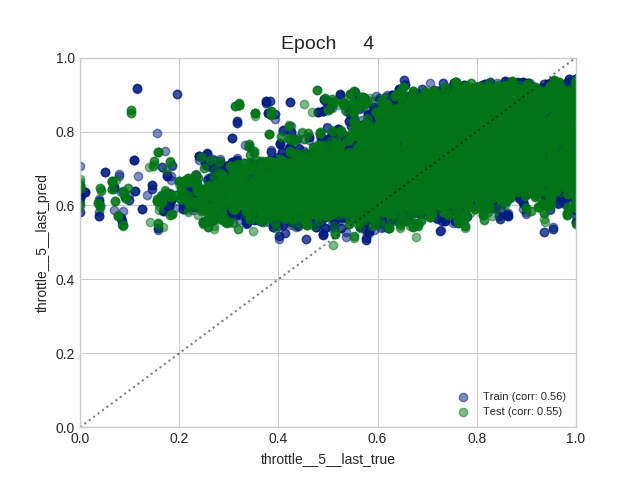 Epoch 4
1.0
0.8
0.6
0.4
0.2
0.0
throttle__5__last_pred
Train (corr: 0.56)
Test (corr: 0.55)
0.0 0.2 0.4 0.6 0.8 1.0
throttle__5__last_true